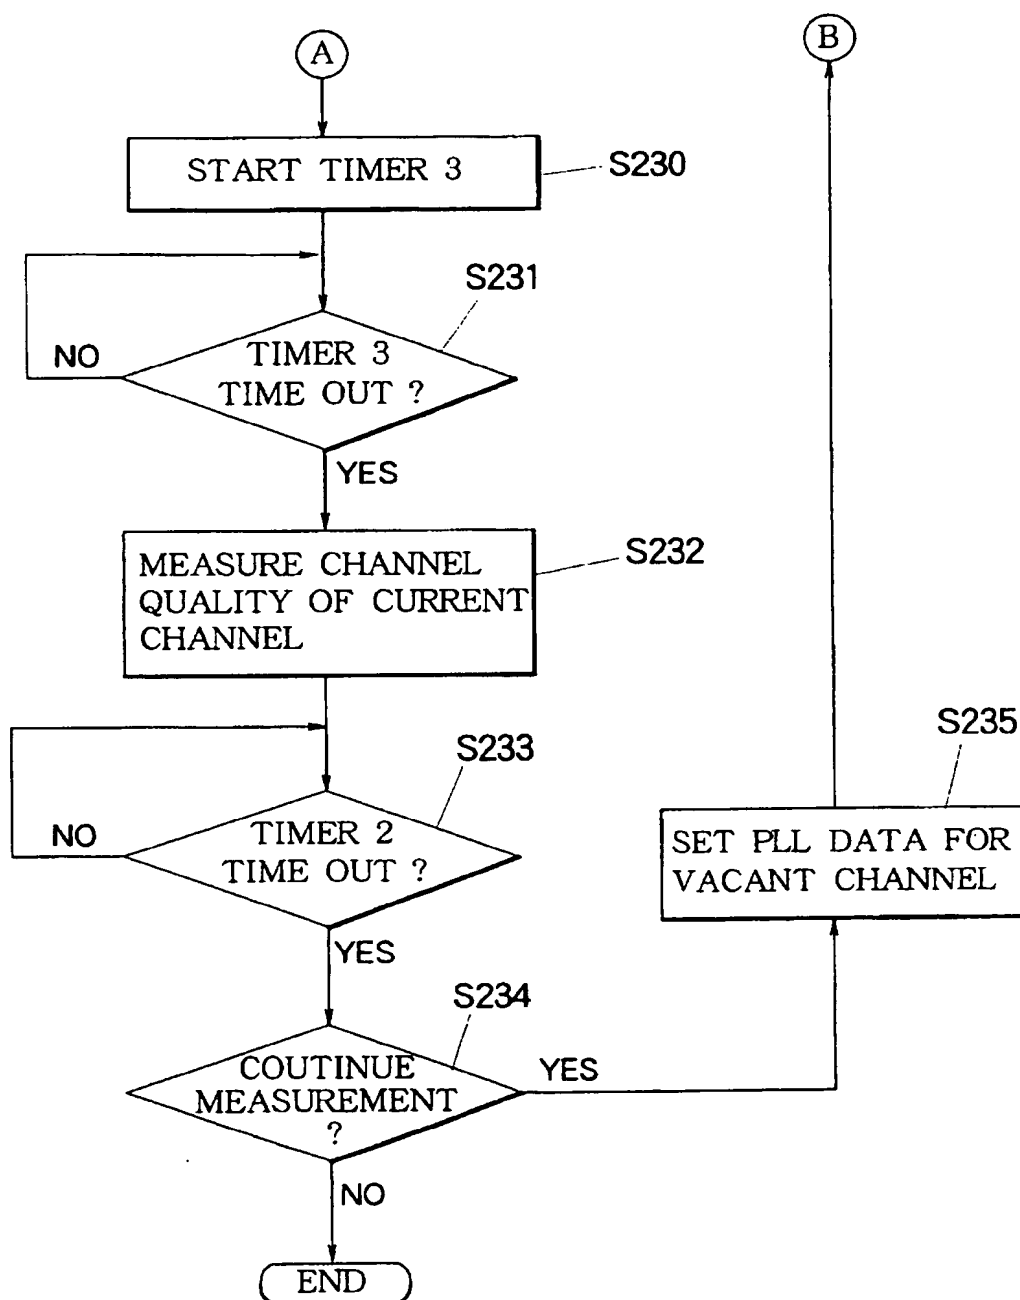 A
B
START TIMER 3
S230
S231
NO
TIMER 3
TIME OUT ?
YES
S232
MEASURE CHANNEL
QUALITY OF CURRENT
CHANNEL
S233
NO
TIMER 2
TIME OUT ?
YES
S235
SET PLL DATA FOR
VACANT CHANNEL
S234
COUTINUE
MEASUREMENT
?
YES
NO
END